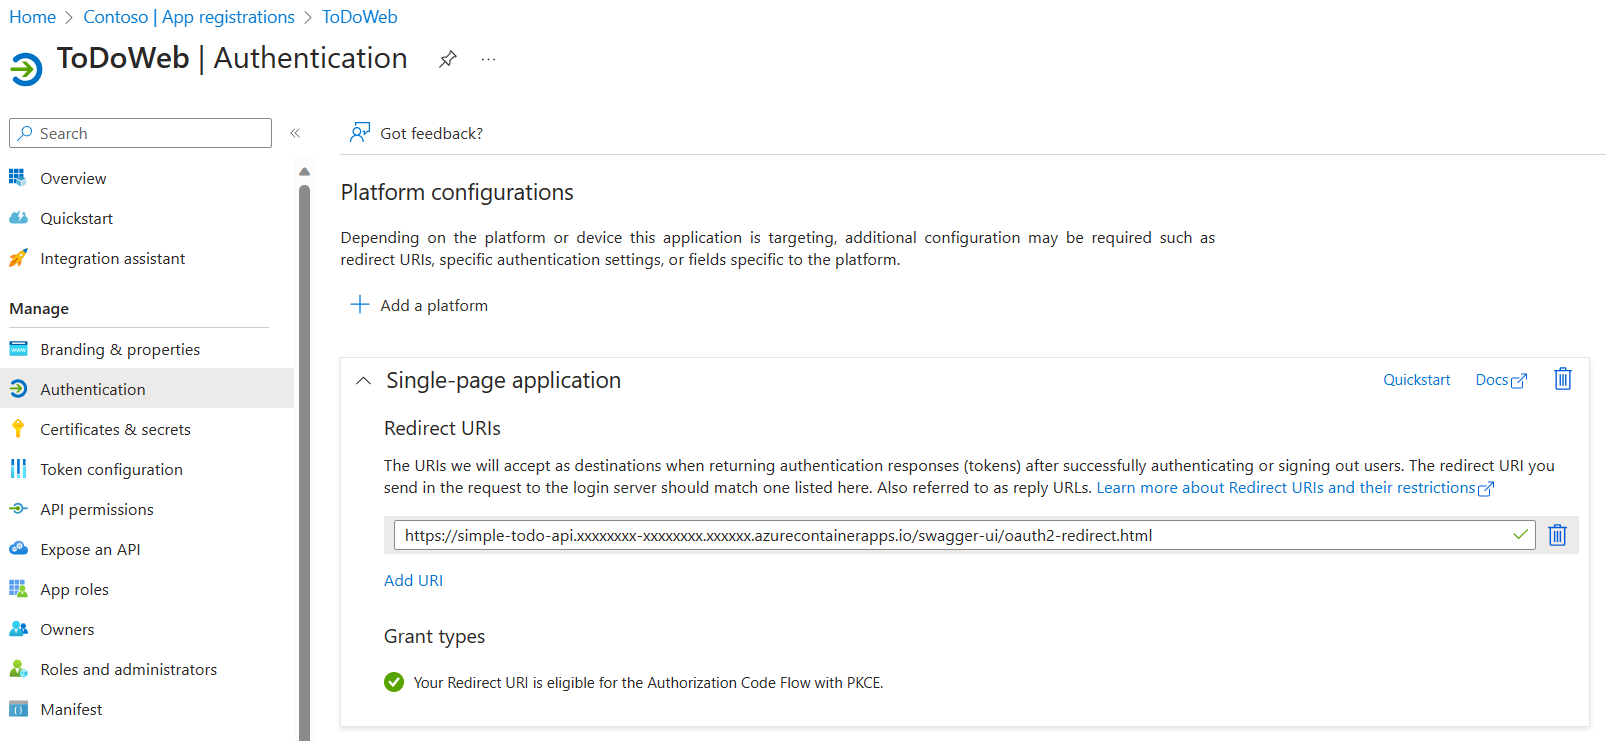 Home > Contoso | App registrations > ToDoWeb
ToDoWeb | Authentication
Search
Overview
Quickstart
Integration assistant
Manage
Branding & properties
Authentication
Certificates & secrets
Token configuration
API permissions
Expose an API
App roles
Owners
Roles and administrators
Manifest
Got feedback?
Platform configurations
Depending on the platform or device this application is targeting, additional configuration may be required such as
redirect URIs, specific authentication settings, or fields specific to the platform.
Add a platform
Single-page application
Quickstart
Docs
Redirect URIs
The URIs we will accept as destinations when returning authentication responses (tokens) after successfully authenticating or signing out users. The redirect URI you
send in the request to the login server should match one listed here. Also referred to as reply URLs. Learn more about Redirect URIs and their restrictions
https://simple-todo-api.xxxxxxxx-xxxxxxxx.xxxxxx.azurecontainerapps.io/swagger-ui/oauth2-redirect.html
Add URI
Grant types
Your Redirect URI is eligible for the Authorization Code Flow with PKCE.